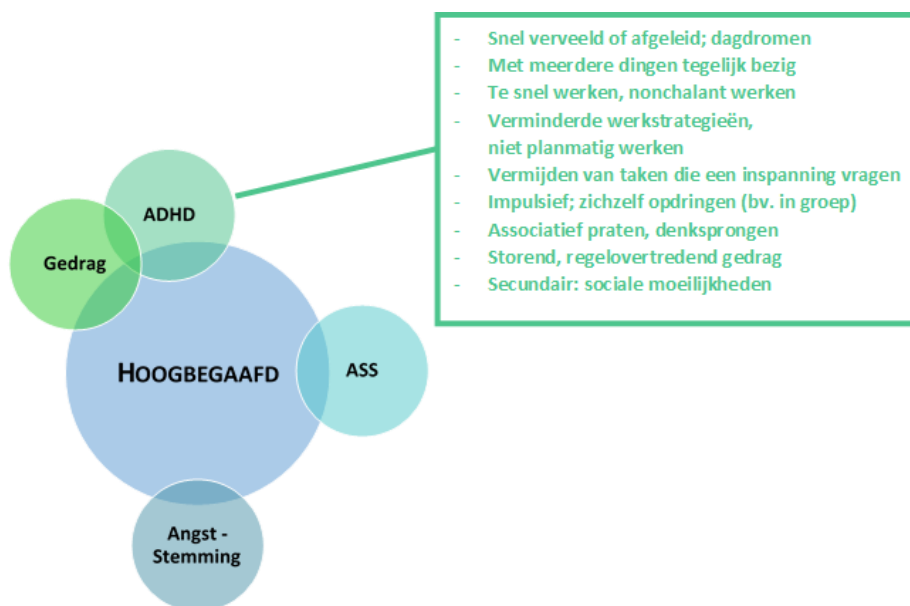 - Snel verveeld of afgeleid; dagdromen
- Met meerdere dingen tegelijk bezig
- Te snel werken, nonchalant werken
- Verminderde werkstrategieën,
niet planmatig werken
- Vermijden van taken die een inspanning vragen
- Impulsief; zichzelf opdringen (bv. in groep)
- Associatief praten, denksprongen
- Storend, regelovertredend gedrag
- Secundair: sociale moeilijkheden
ADHD
Gedrag
HOOGBEGAAFD
ASS
Angst -
Stemming